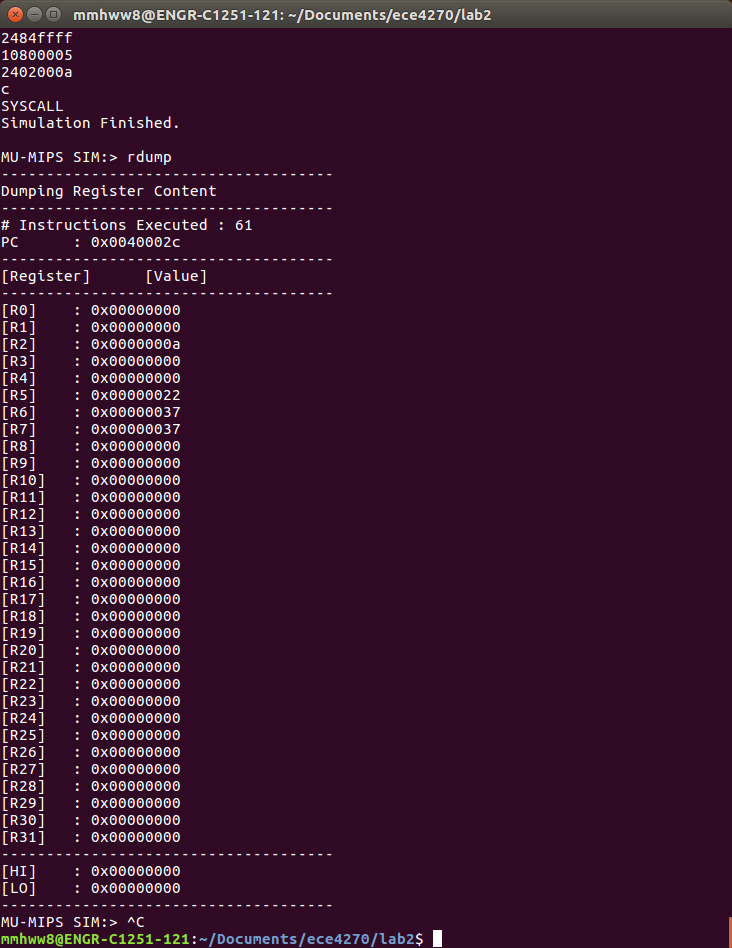 mmhww8@ENGR-C1251-121: ~/Documents/ece4270/lab2
2484ffff
10800005
2402000a
c
SYSCALL
Simulation Finished.
MU-MIPS SIM:> rdump
-------------------------------------
Dumping Register Content
-------------------------------------
# Instructions Executed : 61
PC      : 0x0040002c
-------------------------------------
[Register]      [Value]
-------------------------------------
[R0]    : 0x00000000
[R1]    : 0x00000000
[R2]    : 0x0000000a
[R3]    : 0x00000000
[R4]    : 0x00000000
[R5]    : 0x00000022
[R6]    : 0x00000037
[R7]    : 0x00000037
[R8]    : 0x00000000
[R9]    : 0x00000000
[R10]   : 0x00000000
[R11]   : 0x00000000
[R12]   : 0x00000000
[R13]   : 0x00000000
[R14]   : 0x00000000
[R15]   : 0x00000000
[R16]   : 0x00000000
[R17]   : 0x00000000
[R18]   : 0x00000000
[R19]   : 0x00000000
[R20]   : 0x00000000
[R21]   : 0x00000000
[R22]   : 0x00000000
[R23]   : 0x00000000
[R24]   : 0x00000000
[R25]   : 0x00000000
[R26]   : 0x00000000
[R27]   : 0x00000000
[R28]   : 0x00000000
[R29]   : 0x00000000
[R30]   : 0x00000000
[R31]   : 0x00000000
-------------------------------------
[HI]    : 0x00000000
[LO]    : 0x00000000
-------------------------------------
MU-MIPS SIM:> ^C
mmhww8@ENGR-C1251-121:~/Documents/ece4270/lab2$